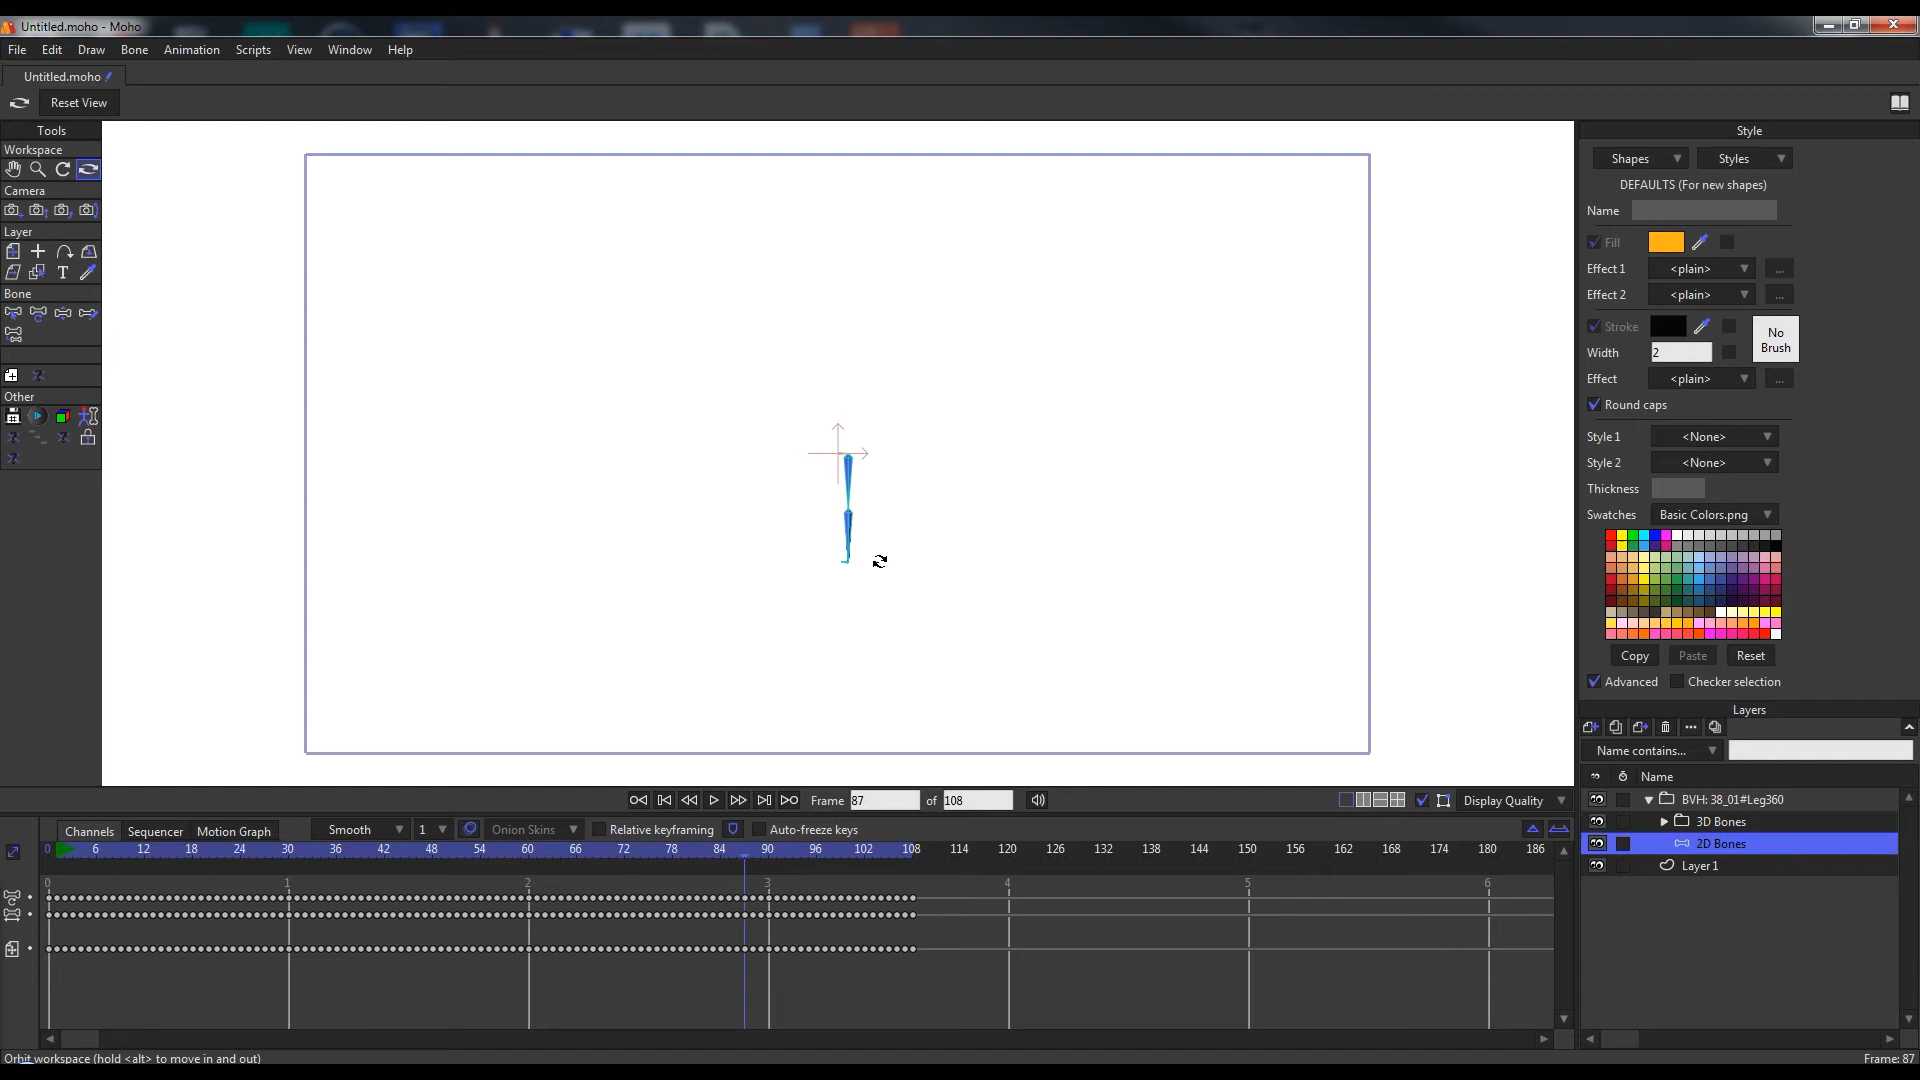 Untitled.moho - Moho
File Edit Draw Bone Animation Scripts View Window Help
Untitled.moho
Reset View
Tools
Workspace
Camera
Layer
T
Bone
Other
Style
Shapes Styles
DEFAULTS (For new shapes)
Name
Fill
Effect 1 <plain> ...
Effect 2 <plain> ...
Stroke
No Brush
Width 2
Effect <plain> ...
Round caps
Style 1 <None>
Style 2 <None>
Thickness
Swatches Basic Colors.png
Copy Paste Reset
Advanced Checker selection
Layers
Name contains...
Name
BVH: 38_01#Leg360
3D Bones
2D Bones
Layer 1
Frame 87 of 108
Display Quality
Channels Sequencer Motion Graph Smooth 1 Onion Skins Relative keyframing Auto-freeze keys
0 6 12 18 24 30 36 42 48 54 60 66 72 78 84 90 96 102 108 114 120 126 132 138 144 150 156 162 168 174 180 186
0 1 2 3 4 5 6
Orbit workspace (hold <alt> to move in and out)
Frame: 87